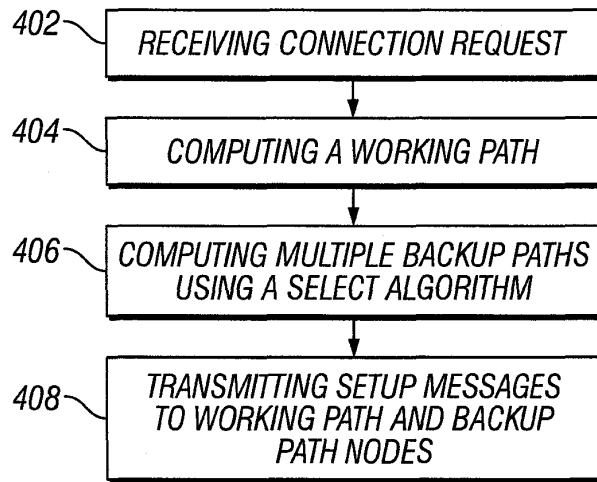 402
RECEIVING CONNECTION REQUEST
404
COMPUTING A WORKING PATH
406
COMPUTING MULTIPLE BACKUP PATHS
USING A SELECT ALGORITHM
408
TRANSMITTING SETUP MESSAGES
TO WORKING PATH AND BACKUP
PATH NODES